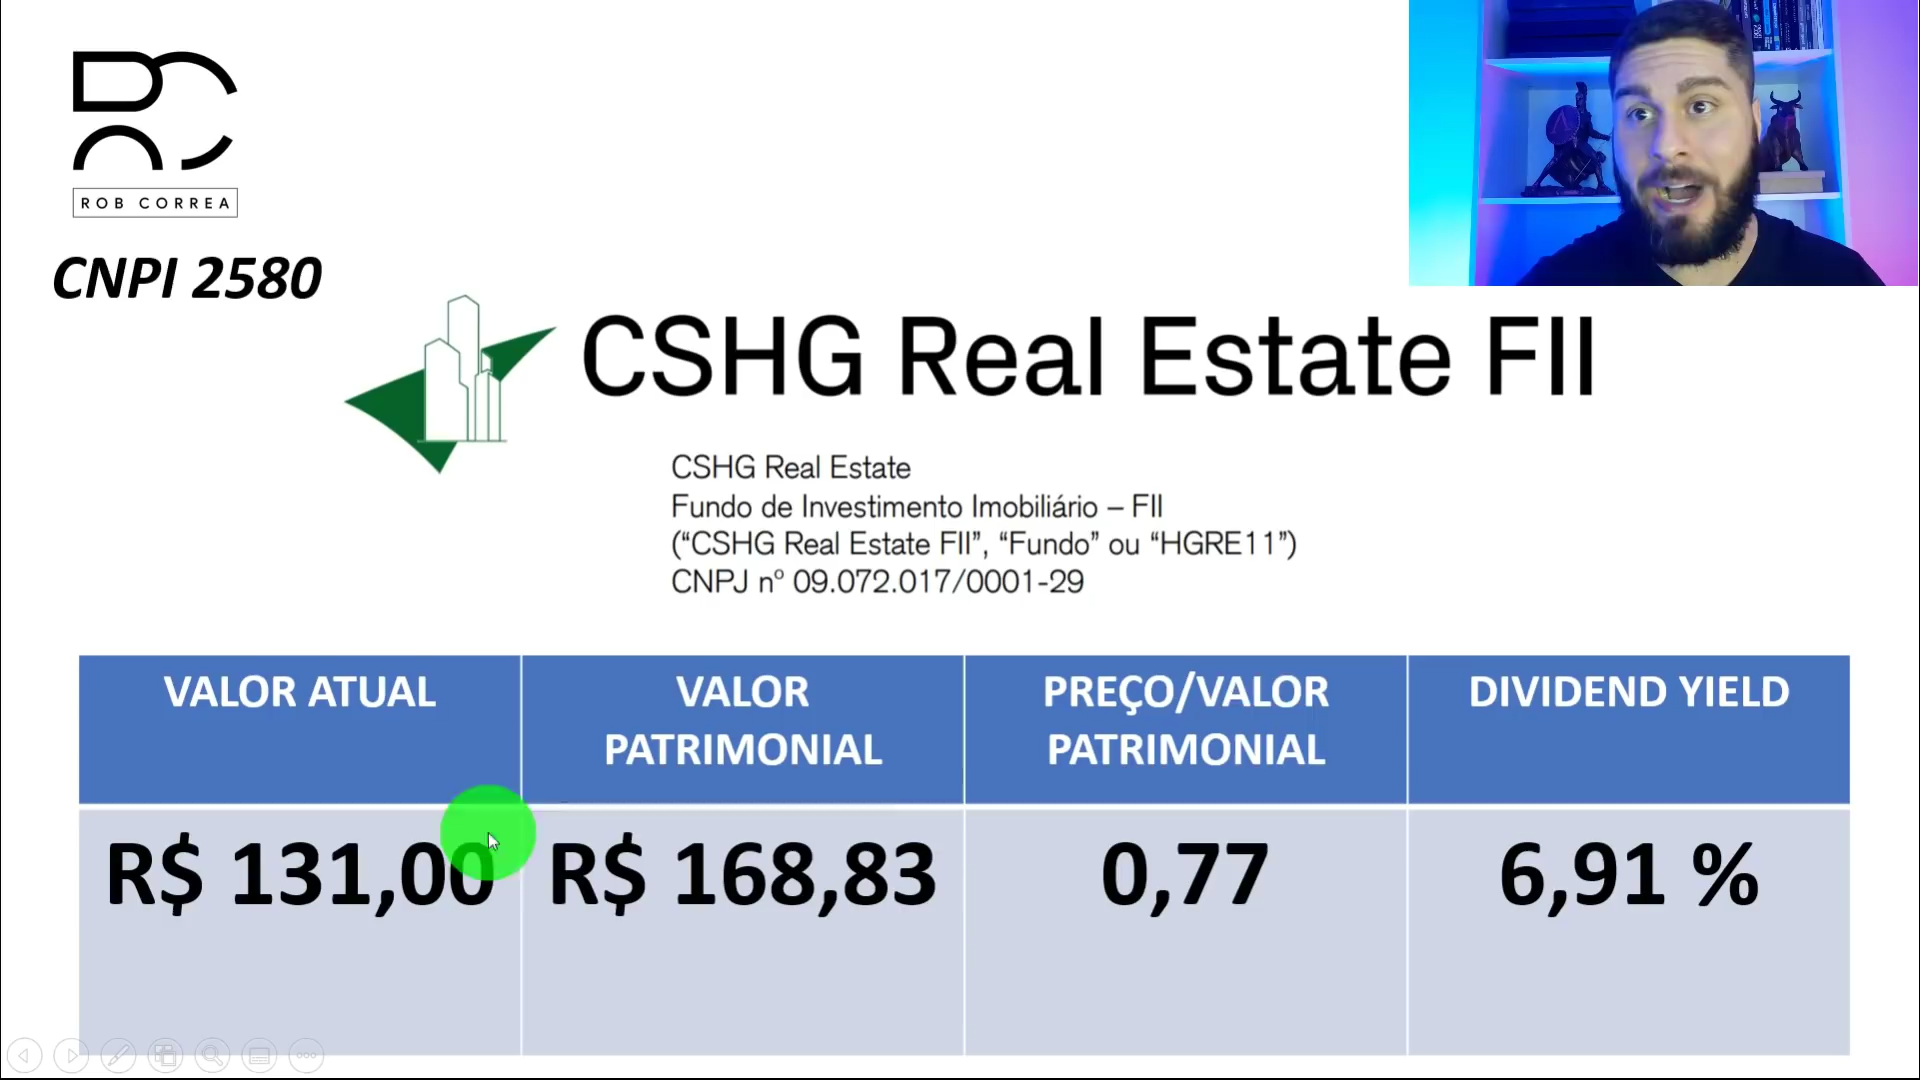 ROB CORREA
CNPI 2580
CSHG Real Estate FII
CSHG Real Estate
Fundo de Investimento Imobiliário – FII
(“CSHG Real Estate FII”, “Fundo” ou “HGRE11”)
CNPJ nº 09.072.017/0001-29
VALOR ATUAL
VALOR
PATRIMONIAL
PREÇO/VALOR
PATRIMONIAL
DIVIDEND YIELD
R$ 131,00
R$ 168,83
0,77
6,91 %